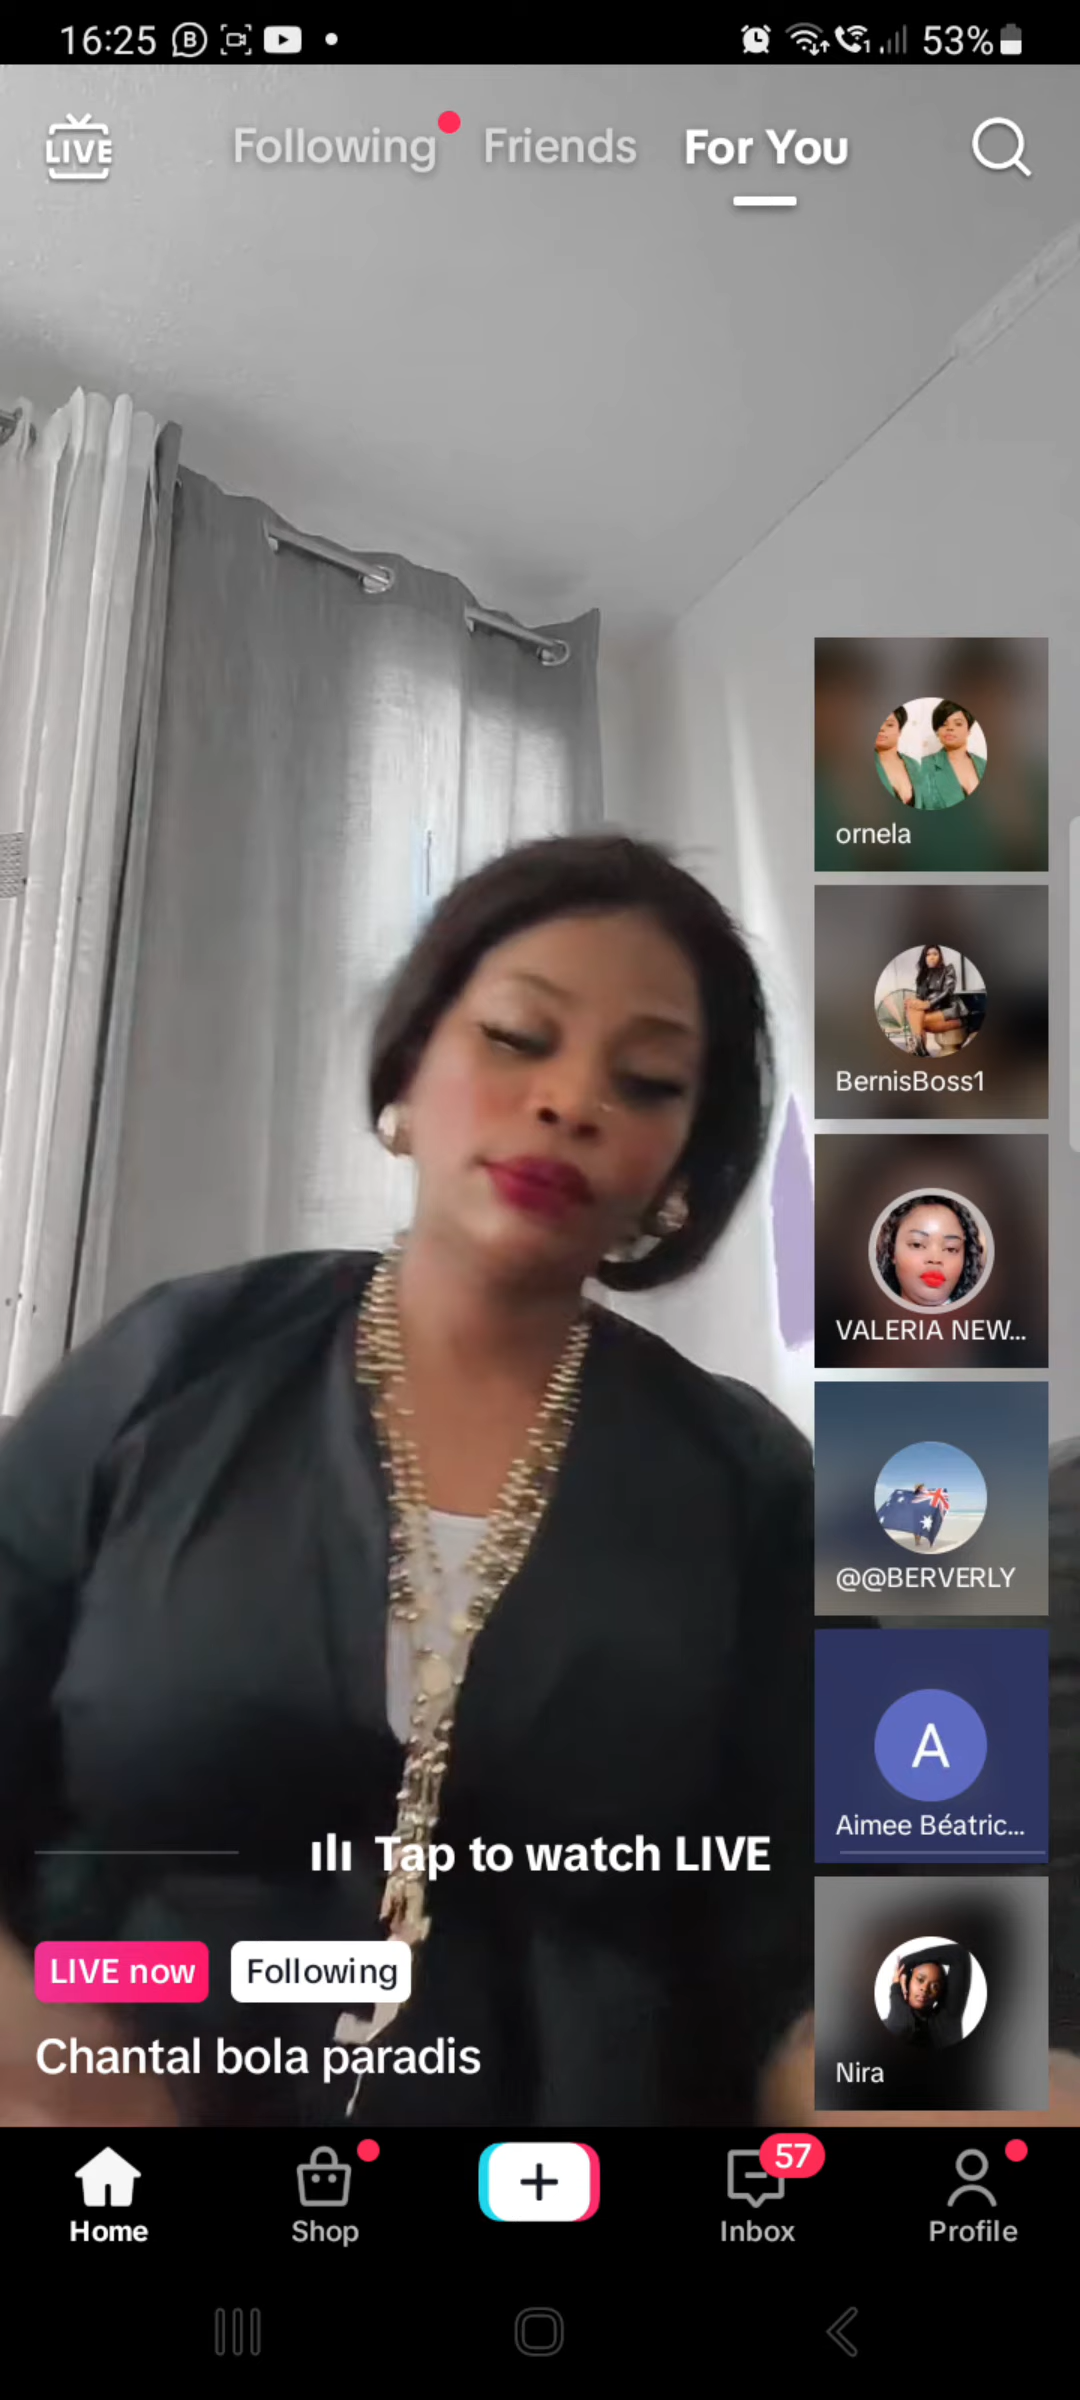 16:25
53%
LIVE
Following
Friends
For You
ornela
BernisBoss1
VALERIA NEW...
@@BERVERLY
A
Aimee Béatric...
Nira
Tap to watch LIVE
LIVE now
Following
Chantal bola paradis
Home
Shop
57
Inbox
Profile